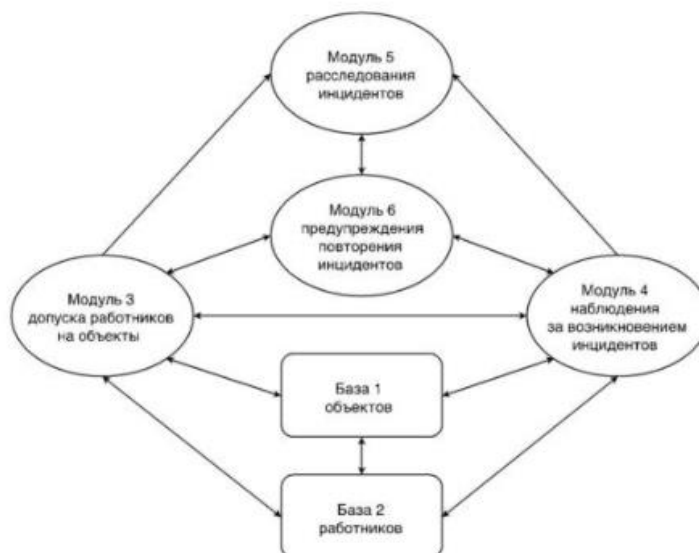 Модуль 5
расследования
инцидентов
Модуль 6
предупреждения
повторения
инцидентов
Модуль 3
допуска работников
на объекты
Модуль 4
наблюдения
за возникновением
инцидентов
База 1
объектов
База 2
работников